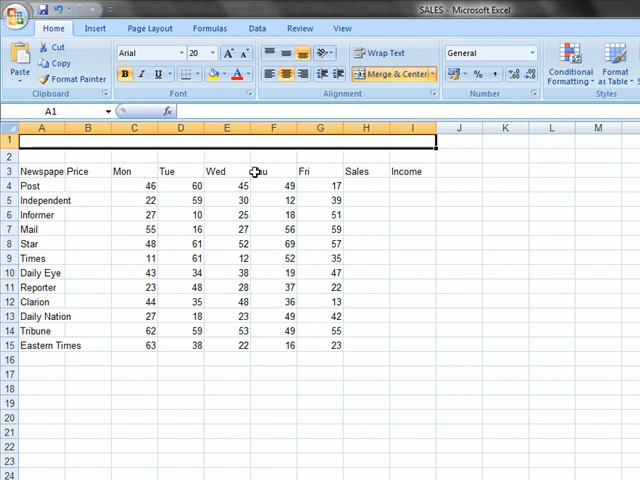 SALES - Microsoft Excel
Home Insert Page Layout Formulas Data Review View
Cut
Copy
Format Painter
Paste
Clipboard
Arial 20 A A
B I U A
Font
Wrap Text
Merge & Center
Alignment
General
% ,
Number
Conditional
Formatting
Format
as Table
A1 fx
A B C D E F G H I J K L M
1
2
3 Newspape Price Mon Tue Wed Fri Sales Income
4 Post 46 60 45 49 17
5 Independent 22 59 30 12 39
6 Informer 27 10 25 18 51
7 Mail 55 16 27 56 59
8 Star 48 61 52 69 57
9 Times 11 61 12 52 35
10 Daily Eye 43 34 38 19 47
11 Reporter 23 48 28 37 22
12 Clarion 44 35 48 36 13
13 Daily Nation 27 18 23 49 42
14 Tribune 62 59 53 49 55
15 Eastern Times 63 38 22 16 23
16
17
18
19
20
21
22
23
24